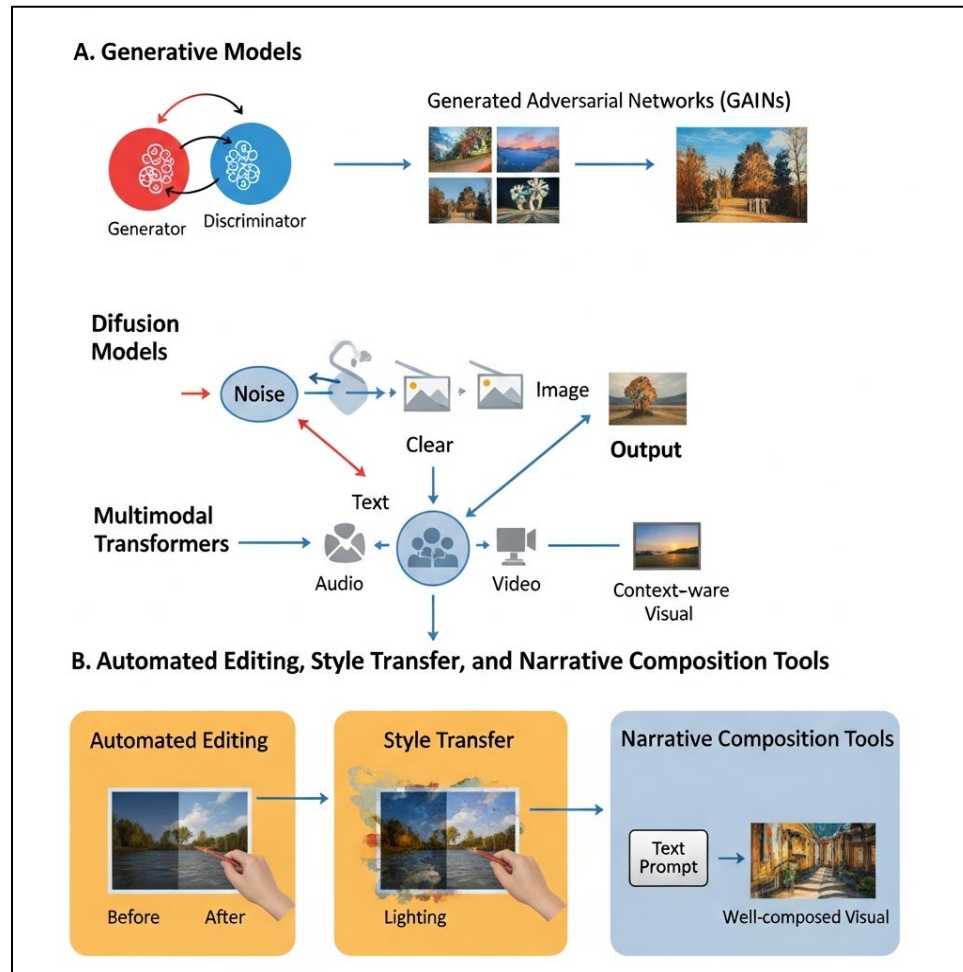 A. Generative Models
Generated Adversarial Networks (GAINs)
Generator
Discriminator
Difusion
Models
Noise
Image
Clear
Output
Text
Multimodal
Transformers
Audio
Video
Context-ware
Visual
B. Automated Editing, Style Transfer, and Narrative Composition Tools
Automated Editing
Before
After
Style Transfer
Lighting
Narrative Composition Tools
Text
Prompt
Well-composed Visual